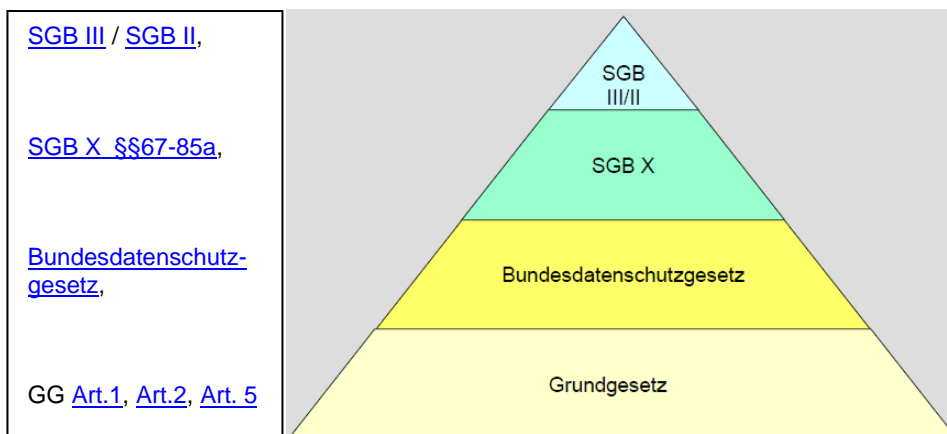 SGB III / SGB II,
SGB X §§67-85a,
Bundesdatenschutz-
gesetz,
GG Art.1, Art.2, Art. 5
SGB
III/II
SGB X
Bundesdatenschutzgesetz
Grundgesetz